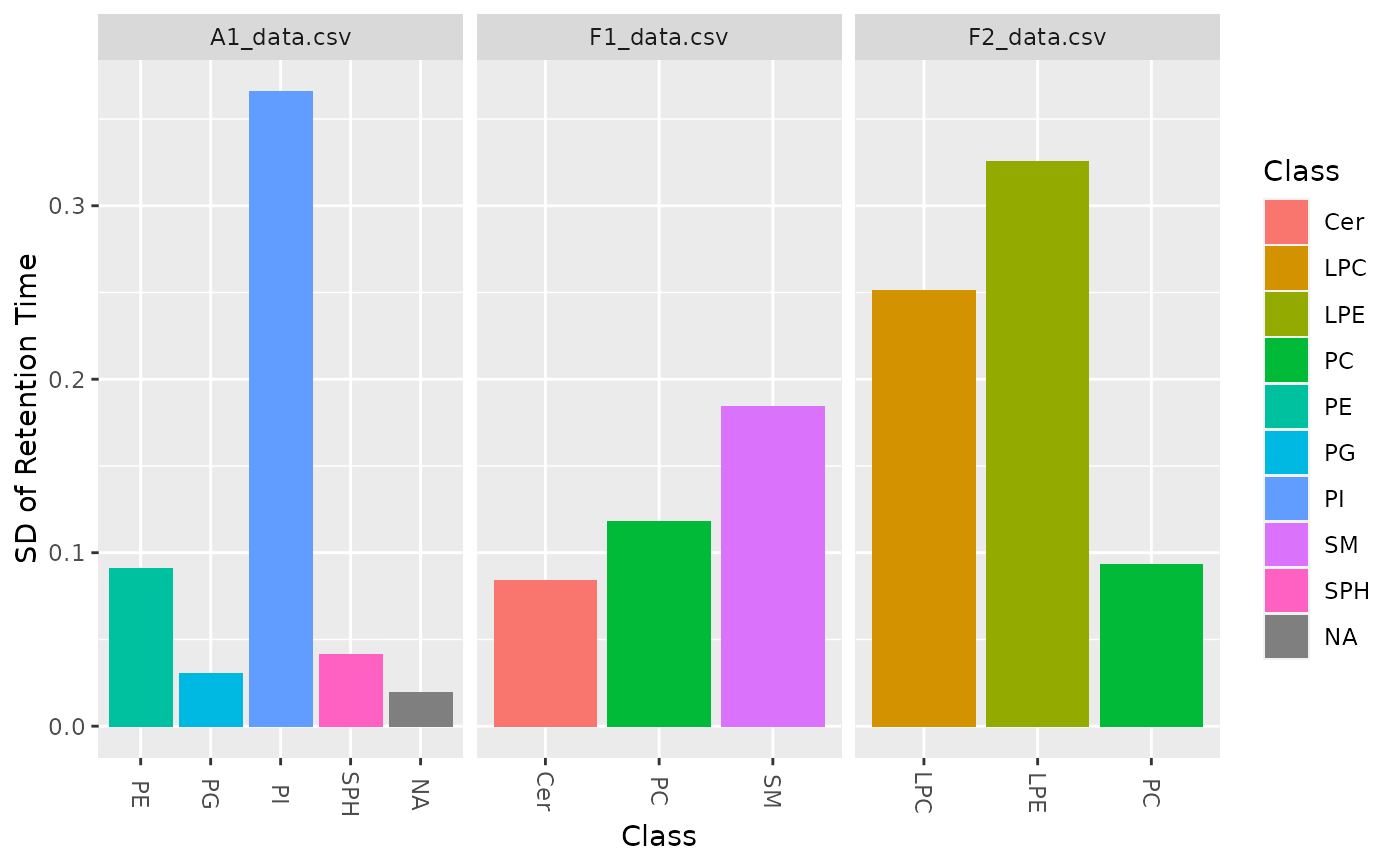 A1_data.csv
F1_data.csv
F2_data.csv
SD of Retention Time
0.3
0.2
0.1
0.0
PE
PG
PI
SPH
NA
Cer
PC
SM
LPC
LPE
PC
Class
Class
Cer
LPC
LPE
PC
PE
PG
PI
SM
SPH
NA